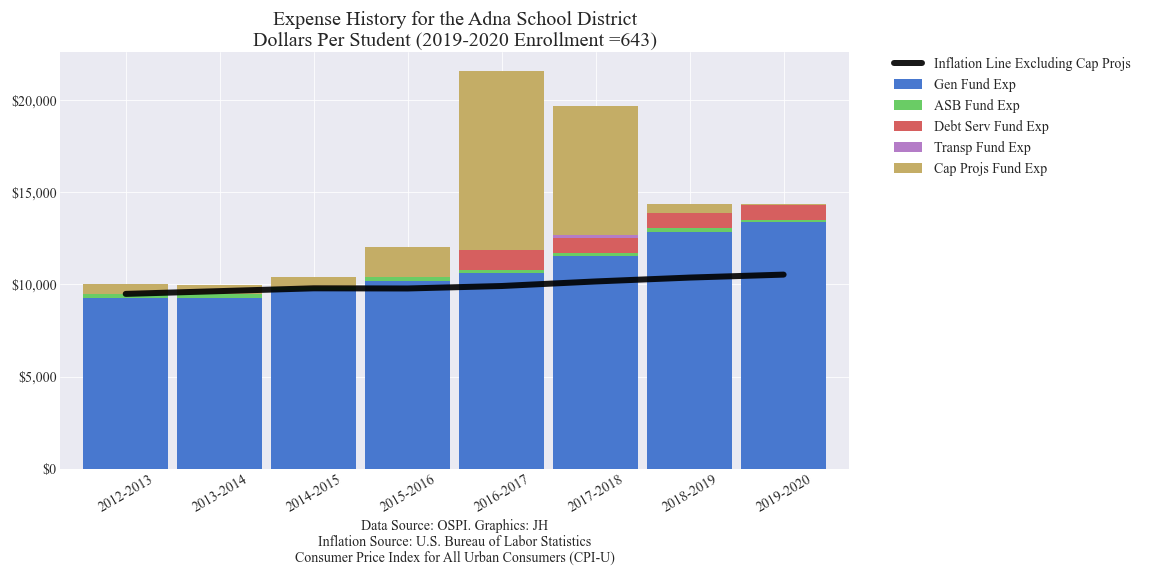 Expense History for the Adna School District
Dollars Per Student (2019-2020 Enrollment =643)
Inflation Line Excluding Cap Projs
Gen Fund Exp
ASB Fund Exp
Debt Serv Fund Exp
Transp Fund Exp
Cap Projs Fund Exp
$20,000
$15,000
$10,000
$5,000
$0
2012-2013
2013-2014
2014-2015
2015-2016
2016-2017
2017-2018
2018-2019
2019-2020
Data Source: OSPI. Graphics: JH
Inflation Source: U.S. Bureau of Labor Statistics
Consumer Price Index for All Urban Consumers (CPI-U)